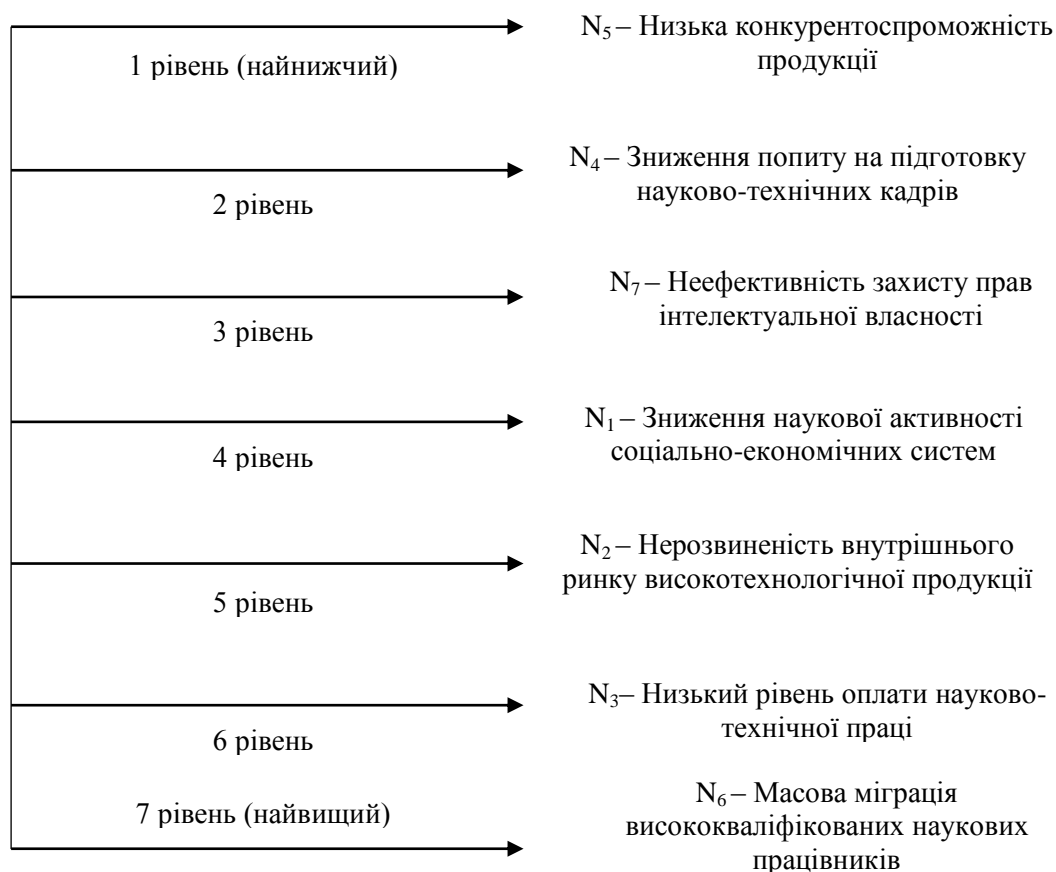 N₅ – Низька конкурентоспроможність
продукції
1 рівень (найнижчий)
N₄ – Зниження попиту на підготовку
науково-технічних кадрів
2 рівень
N₇ – Неефективність захисту прав
інтелектуальної власності
3 рівень
N₁ – Зниження наукової активності
соціально-економічних систем
4 рівень
N₂ – Нерозвиненість внутрішнього
ринку високотехнологічної продукції
5 рівень
N₃– Низький рівень оплати науково-
технічної праці
6 рівень
7 рівень (найвищий)
N₆ – Масова міграція
висококваліфікованих наукових
працівників